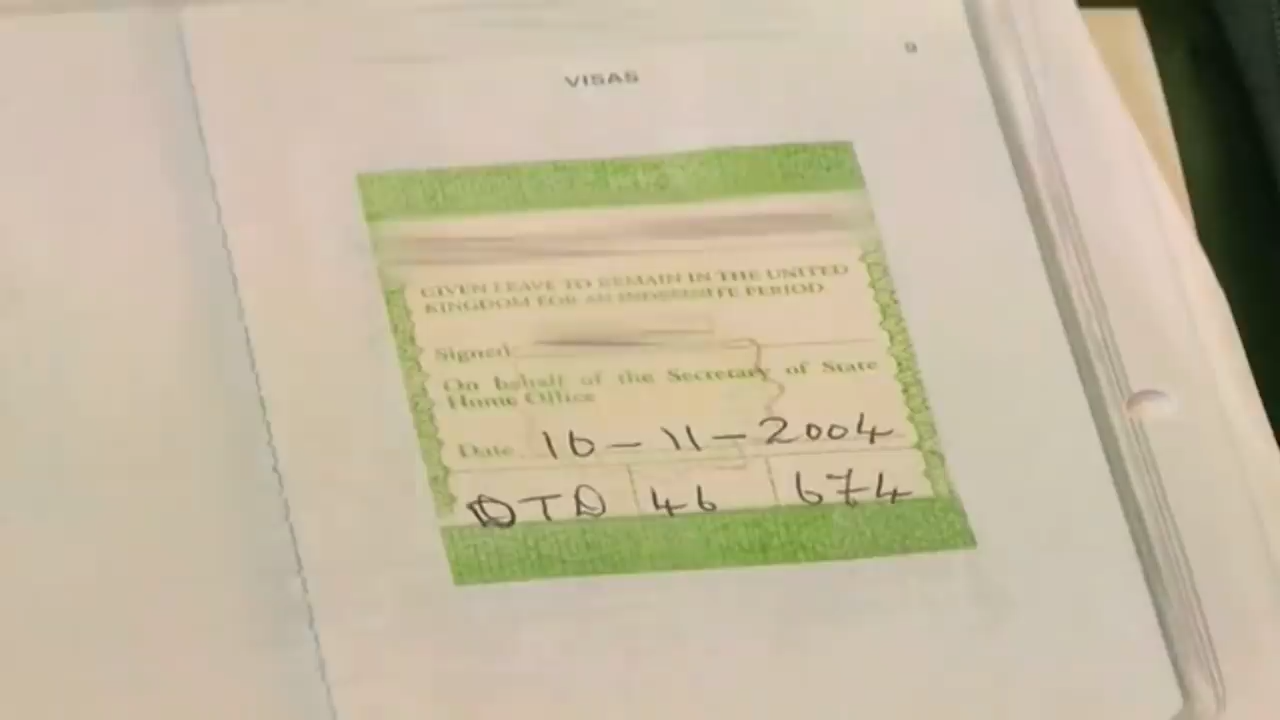 9
VISAS
GIVEN LEAVE TO REMAIN IN THE UNITED
KINGDOM FOR AN INDEFINITE PERIOD
Signed
On behalf of the Secretary of State
Home Office
Date 16-11-2004
DTD 46 674